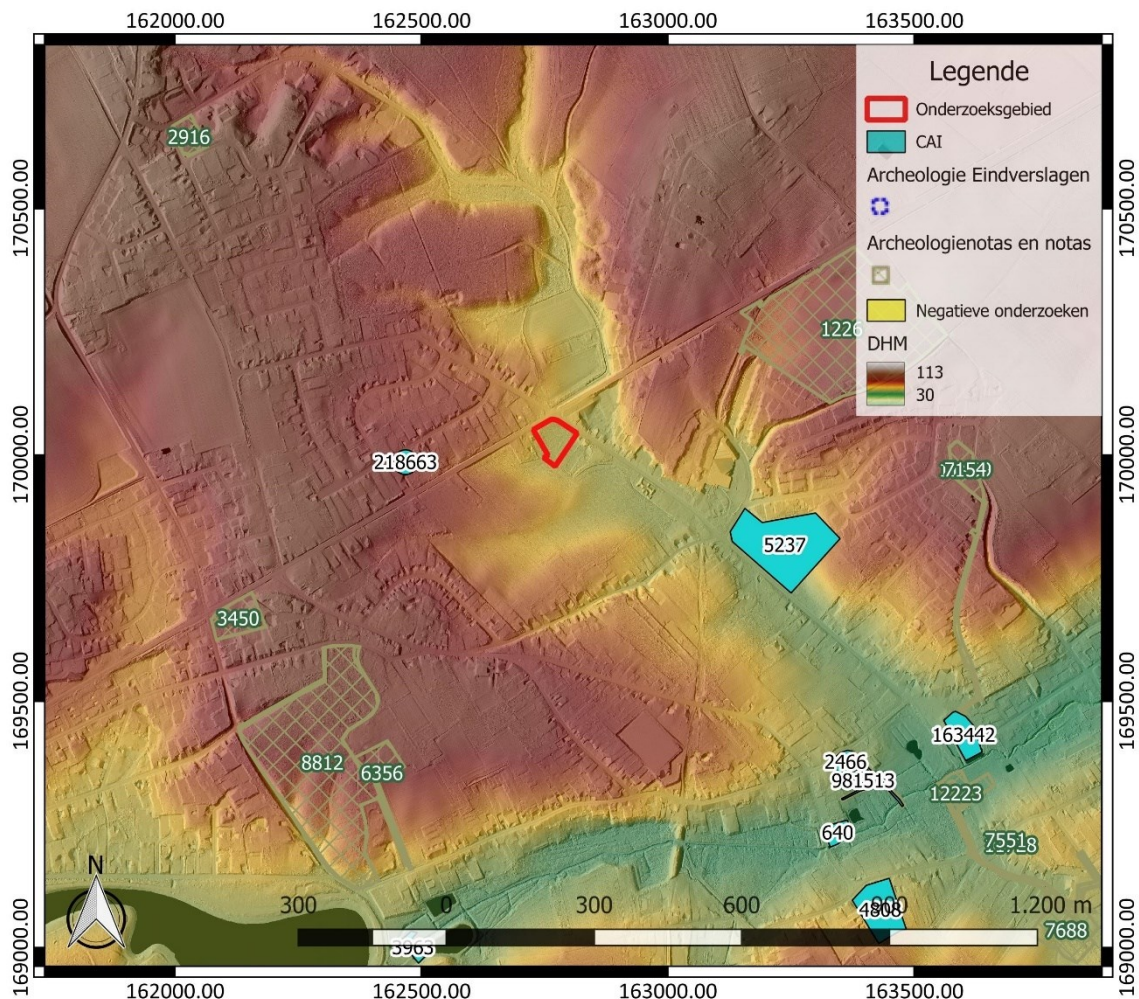 162000.00 162500.00 163000.00 163500.00
170500.00
170000.00
169500.00
169000.00
170500.00
170000.00
169500.00
169000.00
Legende
Onderzoeksgebied
CAI
Archeologie Eindverslagen
Archeologienotas en notas
Negatieve onderzoeken
DHM
113
30
2916
1226
218663
7154
5237
3450
163442
8812
6356
2466
981513
12223
640
7551
4808
7688
3963
N
300 0 300 600 900 1.200 m
162000.00 162500.00 163000.00 163500.00